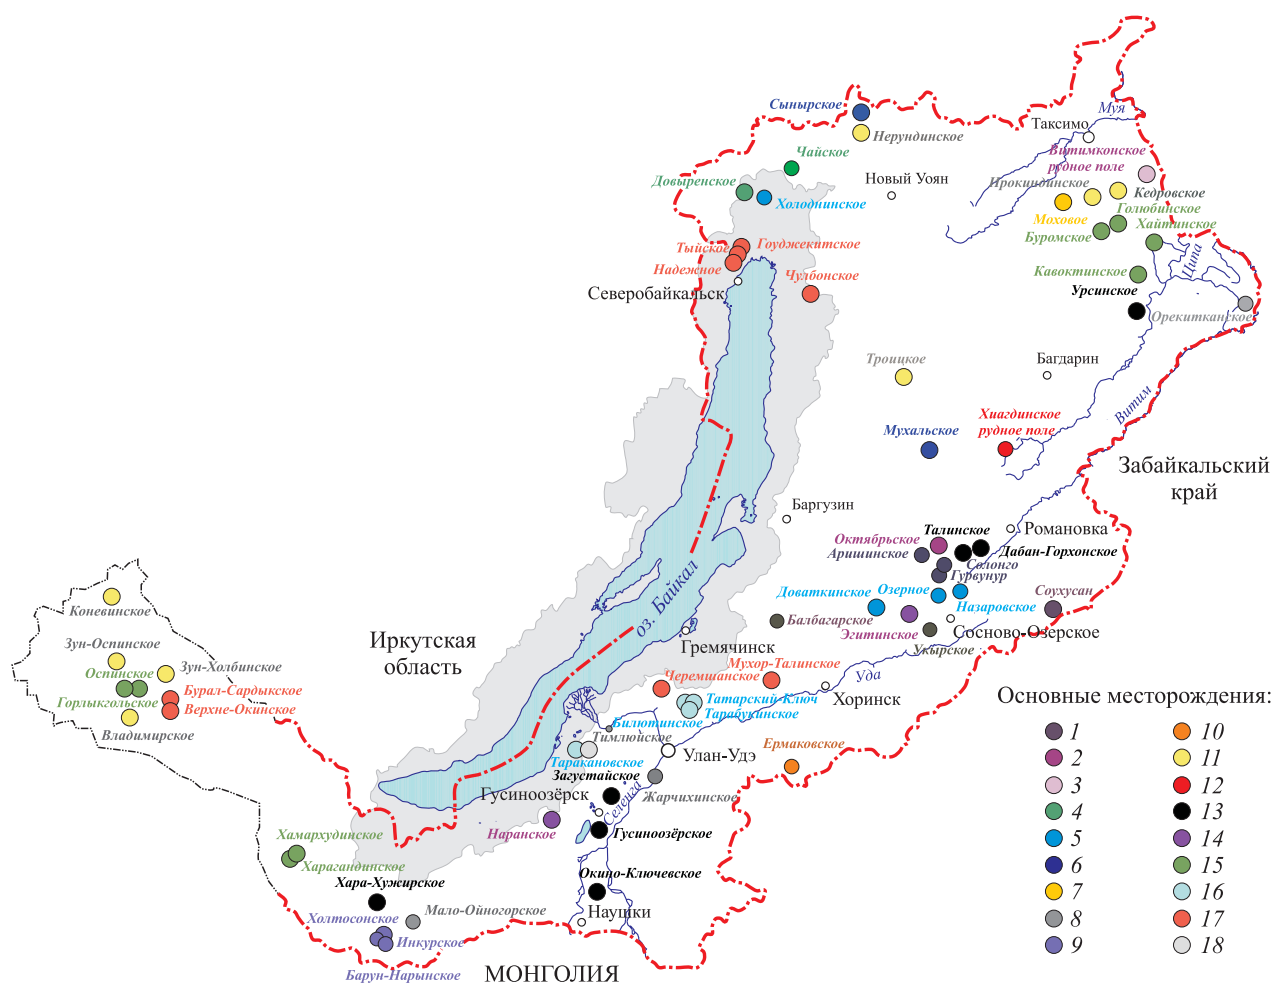 Муя
Сынырское
Таксимо
Нерундинское
Витимконское
рудное поле
Чайское
Довыренское
Новый Уоян
Ирокиндинское
Кедровское
Холоднинское
Моховое
Голюбинское
Буромское
Хайтинское
Тыйское
Гоуджекитское
Надежное
Чулбонское
Кавоктинское
Ципа
Северобайкальск
Урсинское
Орекитканское
Троицкое
Багдарин
Витим
Мухальское
Хиагдинское
рудное поле
Забайкальский
край
Баргузин
Талинское
Романовка
Октябрьское
Аришинское
Дабан-Горхонское
Солонго
Гурвунур
оз. Байкал
Доваткинское
Озерное
Назаровское
Соухусан
Коневинское
Балбагарское
Эгитинское
Сосново-Озерское
Укырское
Иркутская
область
Гремячинск
Зун-Оспинское
Зун-Холбинское
Оспинское
Мухор-Талинское
Черемшанское
Уда
Хоринск
Бурал-Сардыкское
Горлыкгольское
Верхне-Окинское
Владимирское
Татарский-Ключ
Тарабукинское
Билютинское
Тимлюйское
Таракановское
Улан-Удэ
Ермаковское
Загустайское
Гусиноозёрск
Жарчихинское
Селенга
Наранское
Гусиноозёрское
Хамархудинское
Харагандипское
Хара-Хужирское
Окино-Ключевское
Холтосонское
Мало-Ойногорское
Наушки
Инкурское
Барун-Нарынское
МОНГОЛИЯ
Основные месторождения:
1
2
3
4
5
6
7
8
9
10
11
12
13
14
15
16
17
18